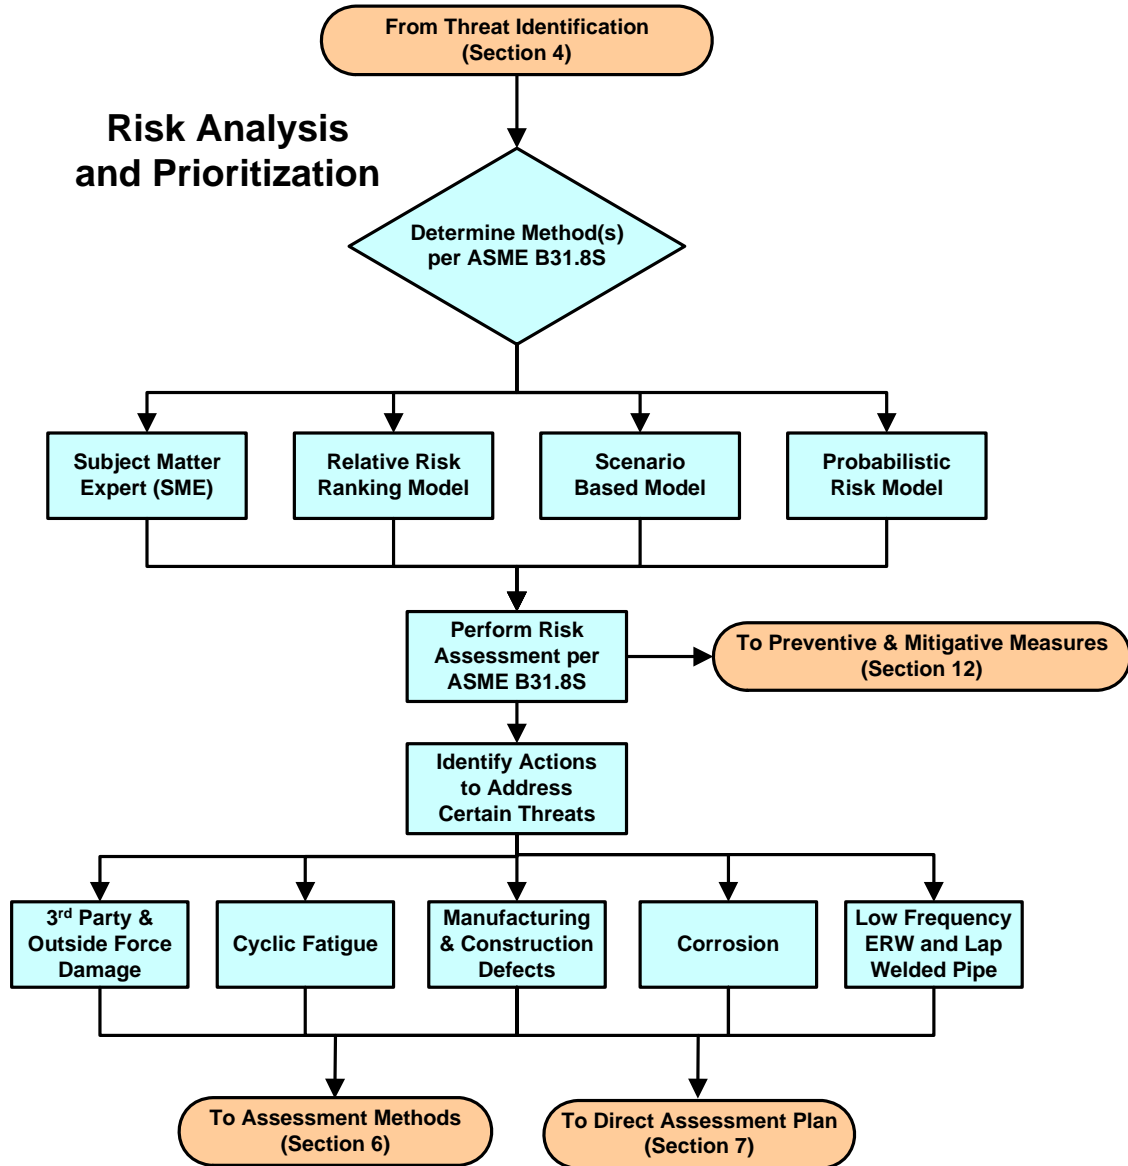 From Threat Identification
(Section 4)
Risk Analysis
and Prioritization
Determine Method(s)
per ASME B31.8S
Subject Matter
Expert (SME)
Relative Risk
Ranking Model
Scenario
Based Model
Probabilistic
Risk Model
Perform Risk
Assessment per
ASME B31.8S
To Preventive & Mitigative Measures
(Section 12)
Identify Actions
to Address
Certain Threats
3rd Party &
Outside Force
Damage
Cyclic Fatigue
Manufacturing
& Construction
Defects
Corrosion
Low Frequency
ERW and Lap
Welded Pipe
To Assessment Methods
(Section 6)
To Direct Assessment Plan
(Section 7)